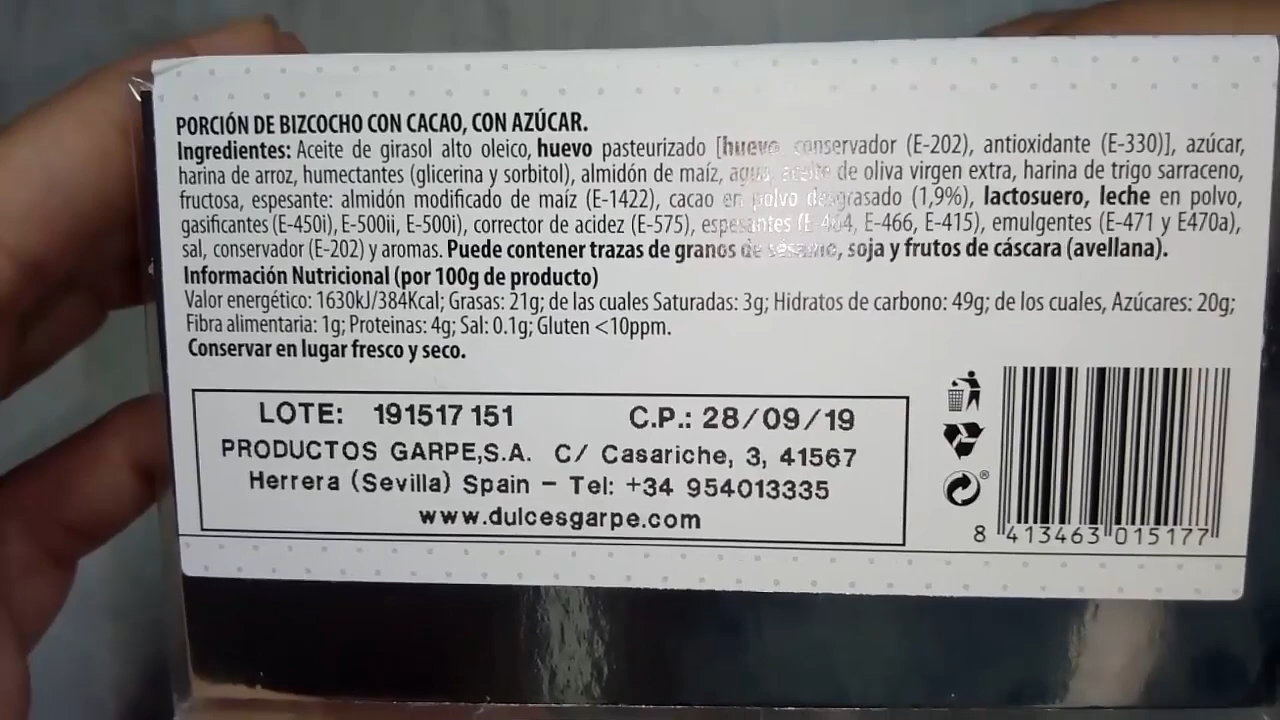 PORCIÓN DE BIZCOCHO CON CACAO, CON AZÚCAR.
Ingredientes: Aceite de girasol alto oleico, huevo pasteurizado [huevo conservador (E-202), antioxidante (E-330)], azúcar,
harina de arroz, humectantes (glicerina y sorbitol), almidón de maíz, agua, aceite de oliva virgen extra, harina de trigo sarraceno,
fructosa, espesante: almidón modificado de maíz (E-1422), cacao en polvo desgrasado (1,9%), lactosuero, leche en polvo,
gasificantes (E-450i), E-500ii, E-500i), corrector de acidez (E-575), espesantes (E-464, E-466, E-415), emulgentes (E-471 y E470a),
sal, conservador (E-202) y aromas. Puede contener trazas de granos de sésamo, soja y frutos de cáscara (avellana).
Información Nutricional (por 100g de producto)
Valor energético: 1630kJ/384Kcal; Grasas: 21g; de las cuales Saturadas: 3g; Hidratos de carbono: 49g; de los cuales, Azúcares: 20g;
Fibra alimentaria: 1g; Proteinas: 4g; Sal: 0.1g; Gluten <10ppm.
Conservar en lugar fresco y seco.
LOTE: 191517 151 C.P.: 28/09/19
PRODUCTOS GARPE,S.A. C/ Casariche, 3, 41567
Herrera (Sevilla) Spain - Tel: +34 954013335
www.dulcesgarpe.com
8 413463 015177